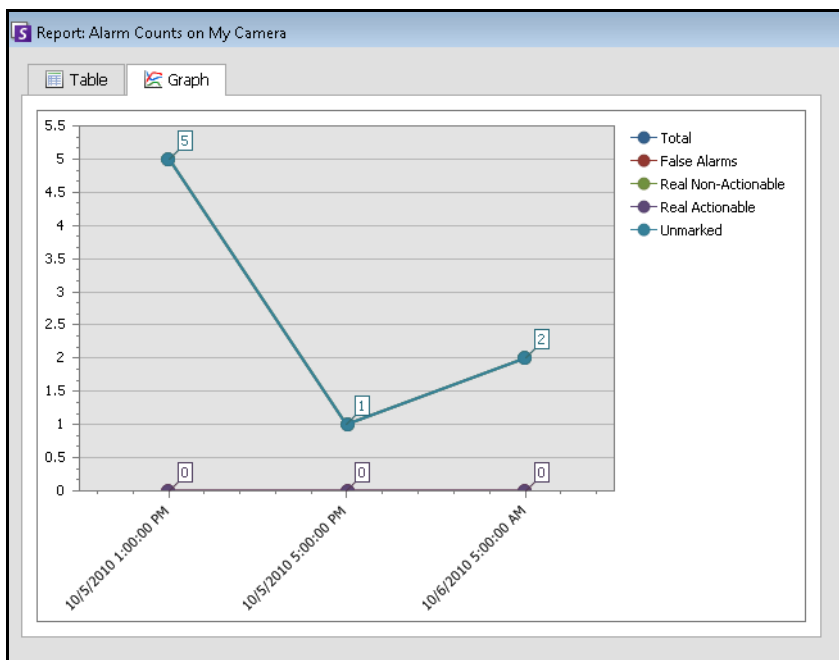 Report: Alarm Counts on My Camera
Table
Graph
5.5
5
4.5
4
3.5
3
2.5
2
1.5
1
0.5
0
5
1
2
0
0
0
10/5/2010 1:00:00 PM
10/5/2010 5:00:00 PM
10/6/2010 5:00:00 AM
Total
False Alarms
Real Non-Actionable
Real Actionable
Unmarked